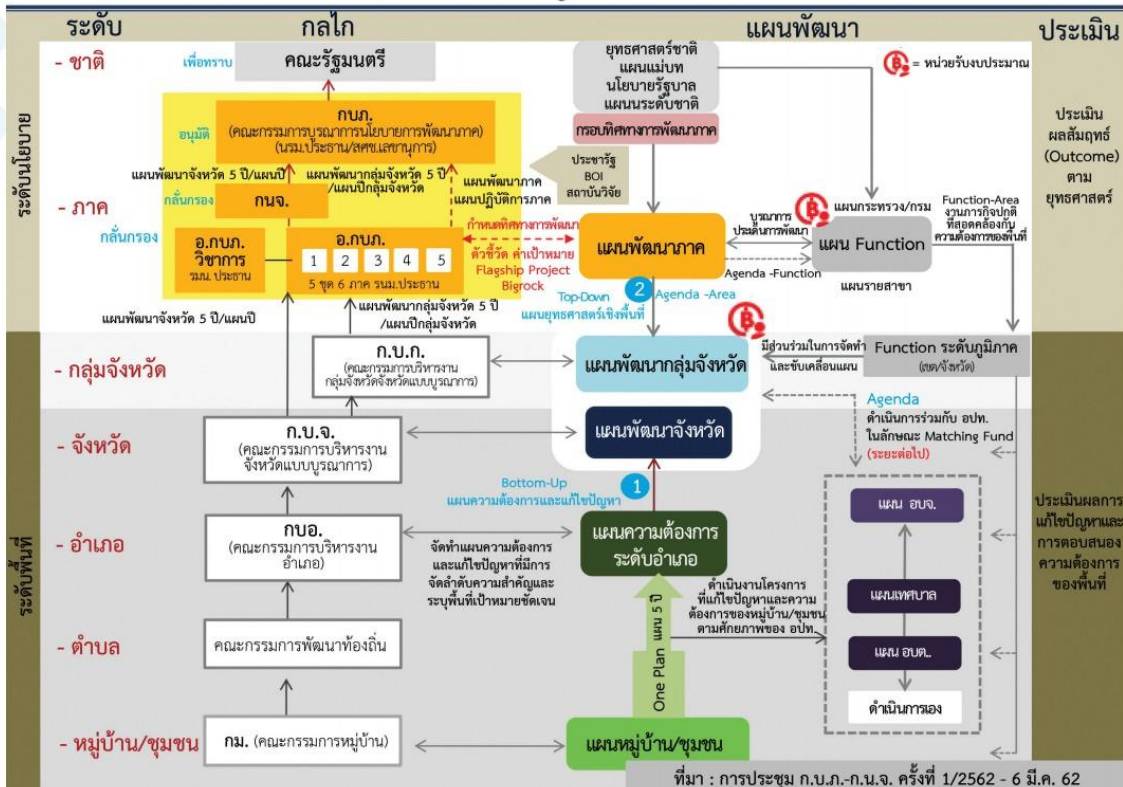 ระดับ
กลไก
แผนพัฒนา
ประเมิน
ระดับนโยบาย
- ชาติ
เพื่อทราบ
คณะรัฐมนตรี
ยุทธศาสตร์ชาติ
แผนแม่บท
นโยบายรัฐบาล
แผนนระดับชาติ
= หน่วยรับงบประมาณ
กรอบทิศทางการพัฒนาภาค
ประเมิน
ผลสัมฤทธิ์
(Outcome)
ตาม
ยุทธศาสตร์
อนุมัติ
กบภ.
(คณะกรรมการบูรณาการนโยบายการพัฒนาภาค)
(นรม.ประธาน/สศช.เลขานุการ)
ประชารัฐ
BOI
สถาบันวิจัย
แผนพัฒนาจังหวัด 5 ปี/แผนปี
แผนพัฒนากลุ่มจังหวัด 5 ปี
/แผนปีกลุ่มจังหวัด
แผนพัฒนาภาค
แผนปฏิบัติการภาค
- ภาค
กลั่นกรอง
กนจ.
กลั่นกรอง
อ.กบภ.
วิชาการ
รมน. ประธาน
อ.กบภ.
1 2 3 4 5
5 ชุด 6 ภาค รนม.ประธาน
กำหนดทิศทางการพัฒนา
ตัวชี้วัด ค่าเป้าหมาย
Flagship Project
Bigrock
แผนพัฒนาภาค
บูรณาการ
ประเด็นการพัฒนา
Agenda -Function
แผนกระทรวง/กรม
แผน Function
แผนรายสาขา
Function-Area
งานภารกิจปกติ
ที่สอดคล้องกับ
ความต้องการของพื้นที่
2
Top-Down
แผนยุทธศาสตร์เชิงพื้นที่
Agenda -Area
แผนพัฒนาจังหวัด 5 ปี/แผนปี
แผนพัฒนากลุ่มจังหวัด 5 ปี
/แผนปีกลุ่มจังหวัด
- กลุ่มจังหวัด
ก.บ.ก.
(คณะกรรมการบริหารงาน
กลุ่มจังหวัดจังหวัดแบบบูรณาการ)
แผนพัฒนากลุ่มจังหวัด
มีส่วนร่วมในการจัดทำ
และขับเคลื่อนแผน
Function ระดับภูมิภาค
(เขต/จังหวัด)
ระดับพื้นที่
- จังหวัด
ก.บ.จ.
(คณะกรรมการบริหารงาน
จังหวัดแบบบูรณาการ)
แผนพัฒนาจังหวัด
Agenda
ดำเนินการร่วมกับ อปท.
ในลักษณะ Matching Fund
(ระยะต่อไป)
Bottom-Up
แผนความต้องการและแก้ไขปัญหา
1
- อำเภอ
กบอ.
(คณะกรรมการบริหารงาน
อำเภอ)
จัดทำแผนความต้องการ
และแก้ไขปัญหาที่มีการ
จัดลำดับความสำคัญและ
ระบุพื้นที่เป้าหมายชัดเจน
แผนความต้องการ
ระดับอำเภอ
แผน อบจ.
ประเมินผลการ
แก้ไขปัญหาและ
การตอบสนอง
ความต้องการ
ของพื้นที่
ดำเนินงานโครงการ
ที่แก้ไขปัญหาและความ
ต้องการของหมู่บ้าน/ชุมชน
ตามศักยภาพของ อปท.
แผนเทศบาล
- ตำบล
คณะกรรมการพัฒนาท้องถิ่น
One Plan แผน 5 ปี
แผน อบต..
ดำเนินการเอง
- หมู่บ้าน/ชุมชน
กม. (คณะกรรมการหมู่บ้าน)
แผนหมู่บ้าน/ชุมชน
ที่มา : การประชุม ก.บ.ภ.-ก.น.จ. ครั้งที่ 1/2562 - 6 มี.ค. 62